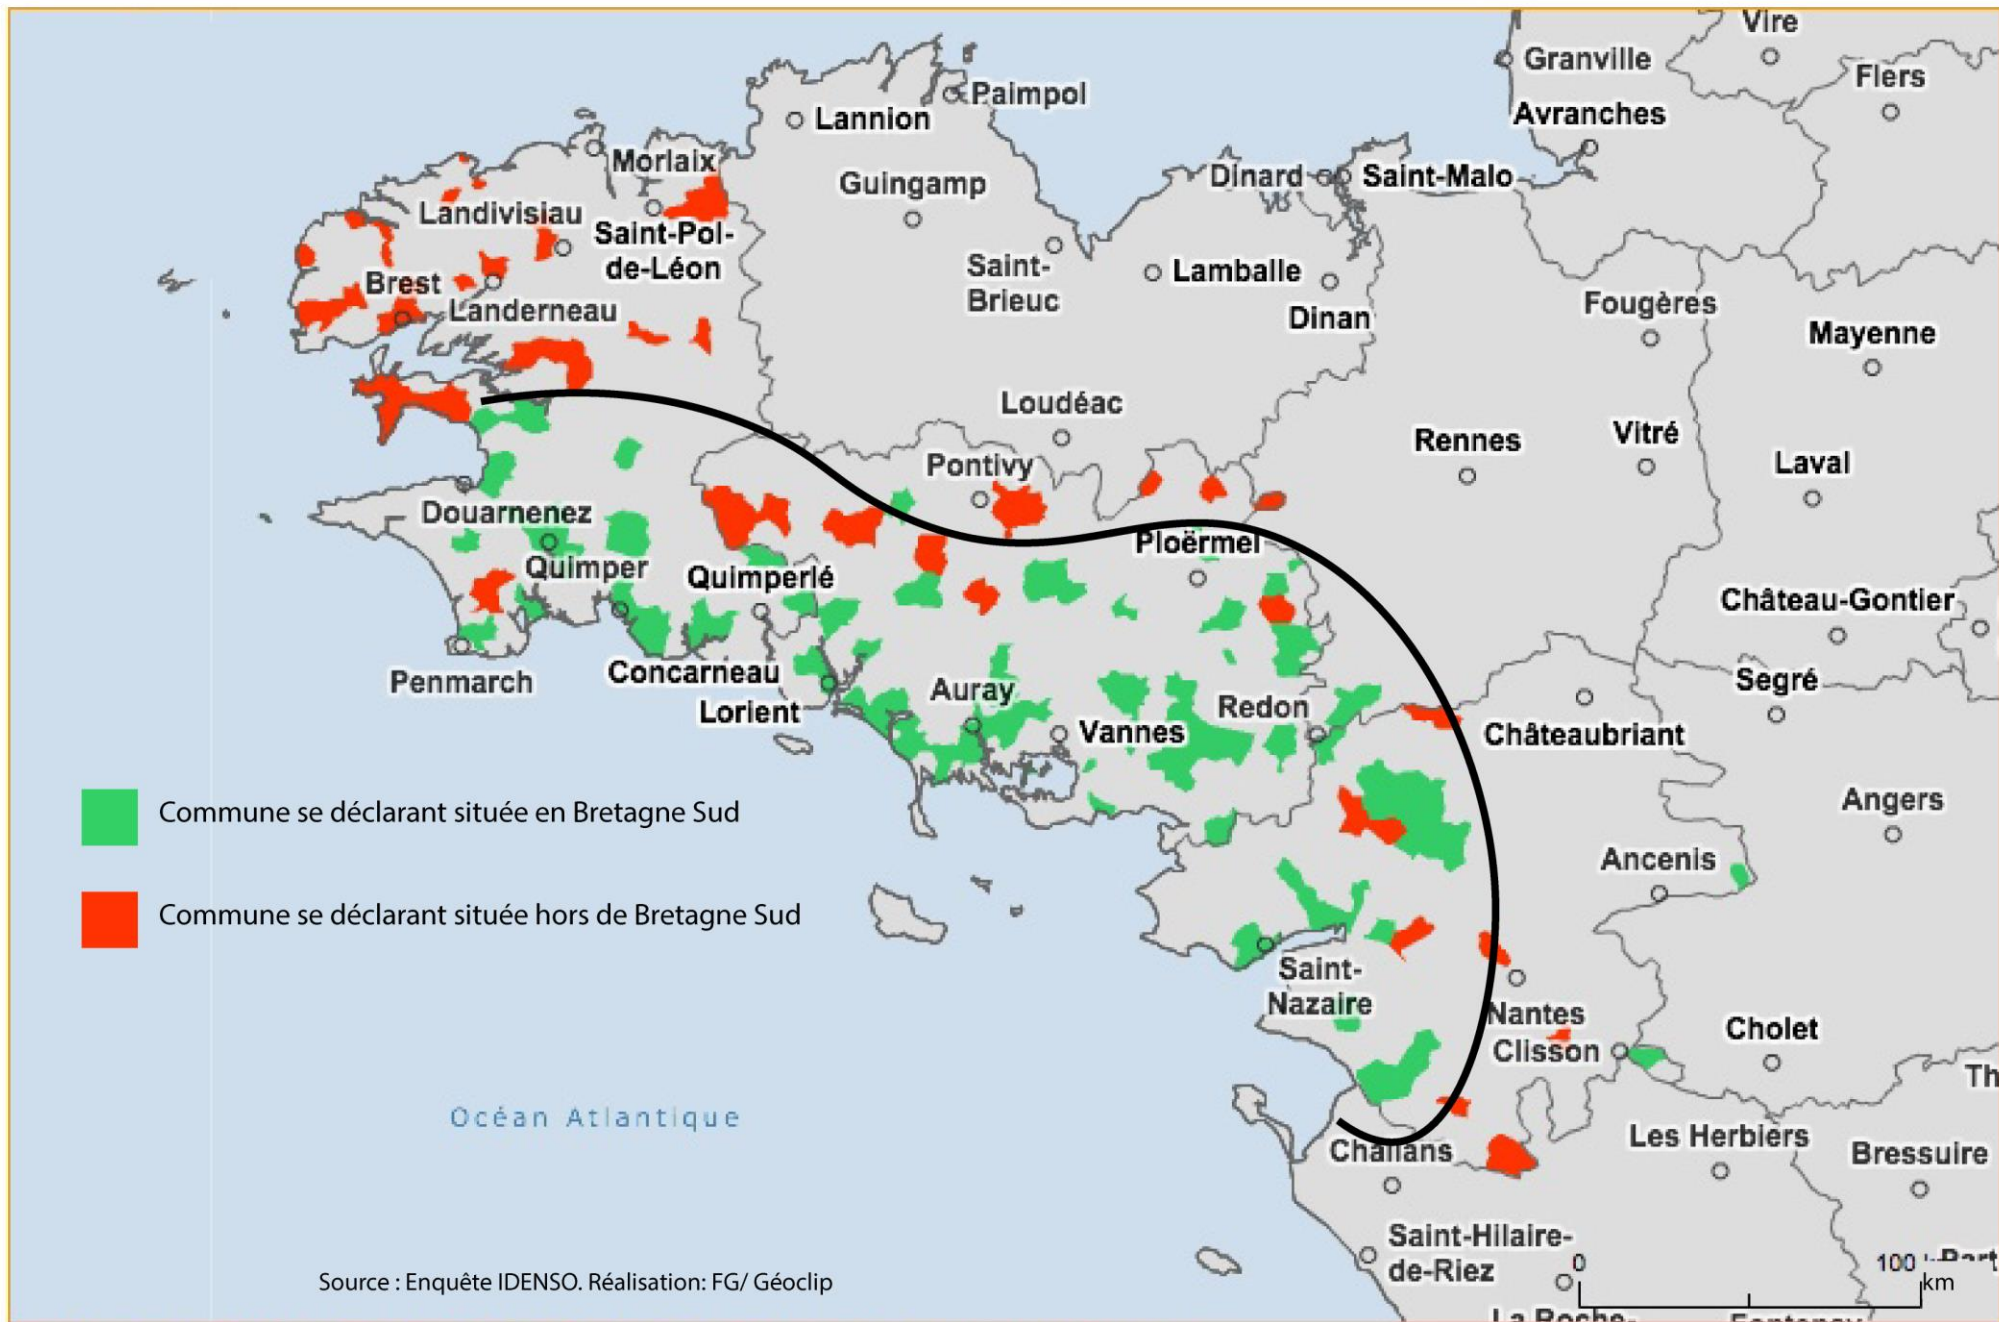 Vire
Granville
Flers
Paimpol
Avranches
Lannion
Morlaix
Dinard
Saint-Malo
Guingamp
Landivisiau
Saint-Pol-
de-Léon
Saint-
Brieuc
Lamballe
Brest
Landerneau
Dinan
Fougères
Mayenne
Loudéac
Rennes
Vitré
Laval
Pontivy
Douarnenez
Ploërmel
Quimper
Quimperlé
Château-Gontier
Penmarch
Concarneau
Lorient
Auray
Redon
Segré
Vannes
Châteaubriant
Commune se déclarant située en Bretagne Sud
Angers
Ancenis
Commune se déclarant située hors de Bretagne Sud
Saint-
Nazaire
Nantes
Clisson
Cholet
Th
Océan Atlantique
Challans
Les Herbiers
Bressuire
Saint-Hilaire-
de-Riez
Source : Enquête IDENSO. Réalisation: FG/ Géoclip
0
100
km
La Roche-